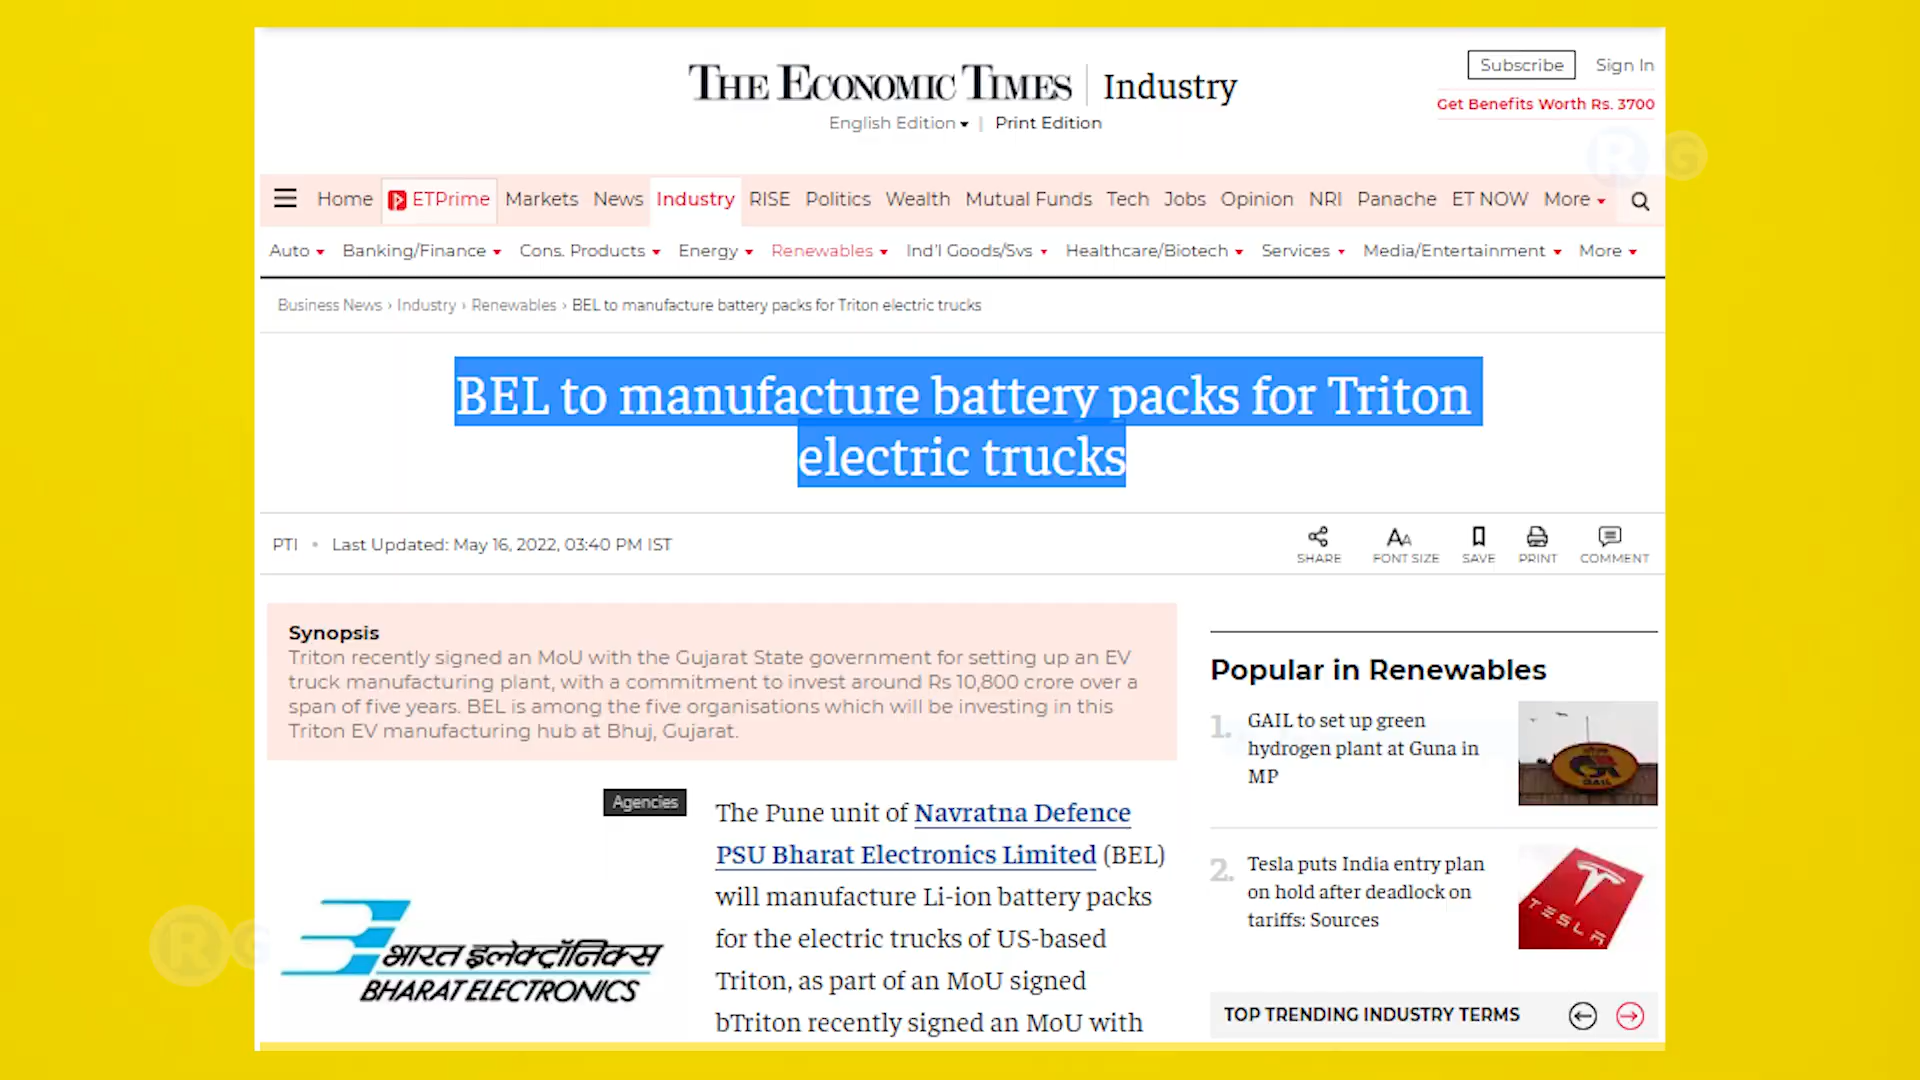 THE ECONOMIC TIMES | Industry
Subscribe Sign In
Get Benefits Worth Rs. 3700
English Edition | Print Edition
R G
Home ETPrime Markets News Industry RISE Politics Wealth Mutual Funds Tech Jobs Opinion NRI Panache ET NOW More
Auto Banking/Finance Cons. Products Energy Renewables Ind'l Goods/Svs Healthcare/Biotech Services Media/Entertainment More
Business News › Industry › Renewables › BEL to manufacture battery packs for Triton electric trucks
BEL to manufacture battery packs for Triton
electric trucks
PTI • Last Updated: May 16, 2022, 03:40 PM IST
SHARE FONT SIZE SAVE PRINT COMMENT
Synopsis
Triton recently signed an MoU with the Gujarat State government for setting up an EV
truck manufacturing plant, with a commitment to invest around Rs 10,800 crore over a
span of five years. BEL is among the five organisations which will be investing in this
Triton EV manufacturing hub at Bhuj, Gujarat.
Agencies
भारत इलेक्ट्रॉनिक्स
BHARAT ELECTRONICS
R G
The Pune unit of Navratna Defence
PSU Bharat Electronics Limited (BEL)
will manufacture Li-ion battery packs
for the electric trucks of US-based
Triton, as part of an MoU signed
bTriton recently signed an MoU with
Popular in Renewables
1. GAIL to set up green
hydrogen plant at Guna in
MP
GAIL
2. Tesla puts India entry plan
on hold after deadlock on
tariffs: Sources
TESLA
TOP TRENDING INDUSTRY TERMS